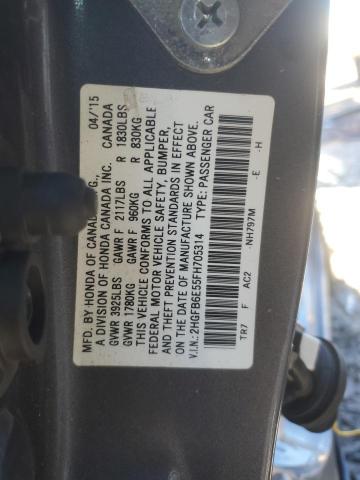 MFD. BY HONDA OF CANADA MFG., 04/'15
A DIVISION OF HONDA CANADA INC. CANADA
GVWR 3925LBS GAWR F 2117LBS R 1830LBS
GVWR 1780KG GAWR F 960KG R 830KG
THIS VEHICLE CONFORMS TO ALL APPLICABLE
FEDERAL MOTOR VEHICLE SAFETY, BUMPER,
AND THEFT PREVENTION STANDARDS IN EFFECT
ON THE DATE OF MANUFACTURE SHOWN ABOVE.
V.I.N.: 2HGFB6E55FH705314 TYPE: PASSENGER CAR
TR7 F AC2 NH797M -E -H